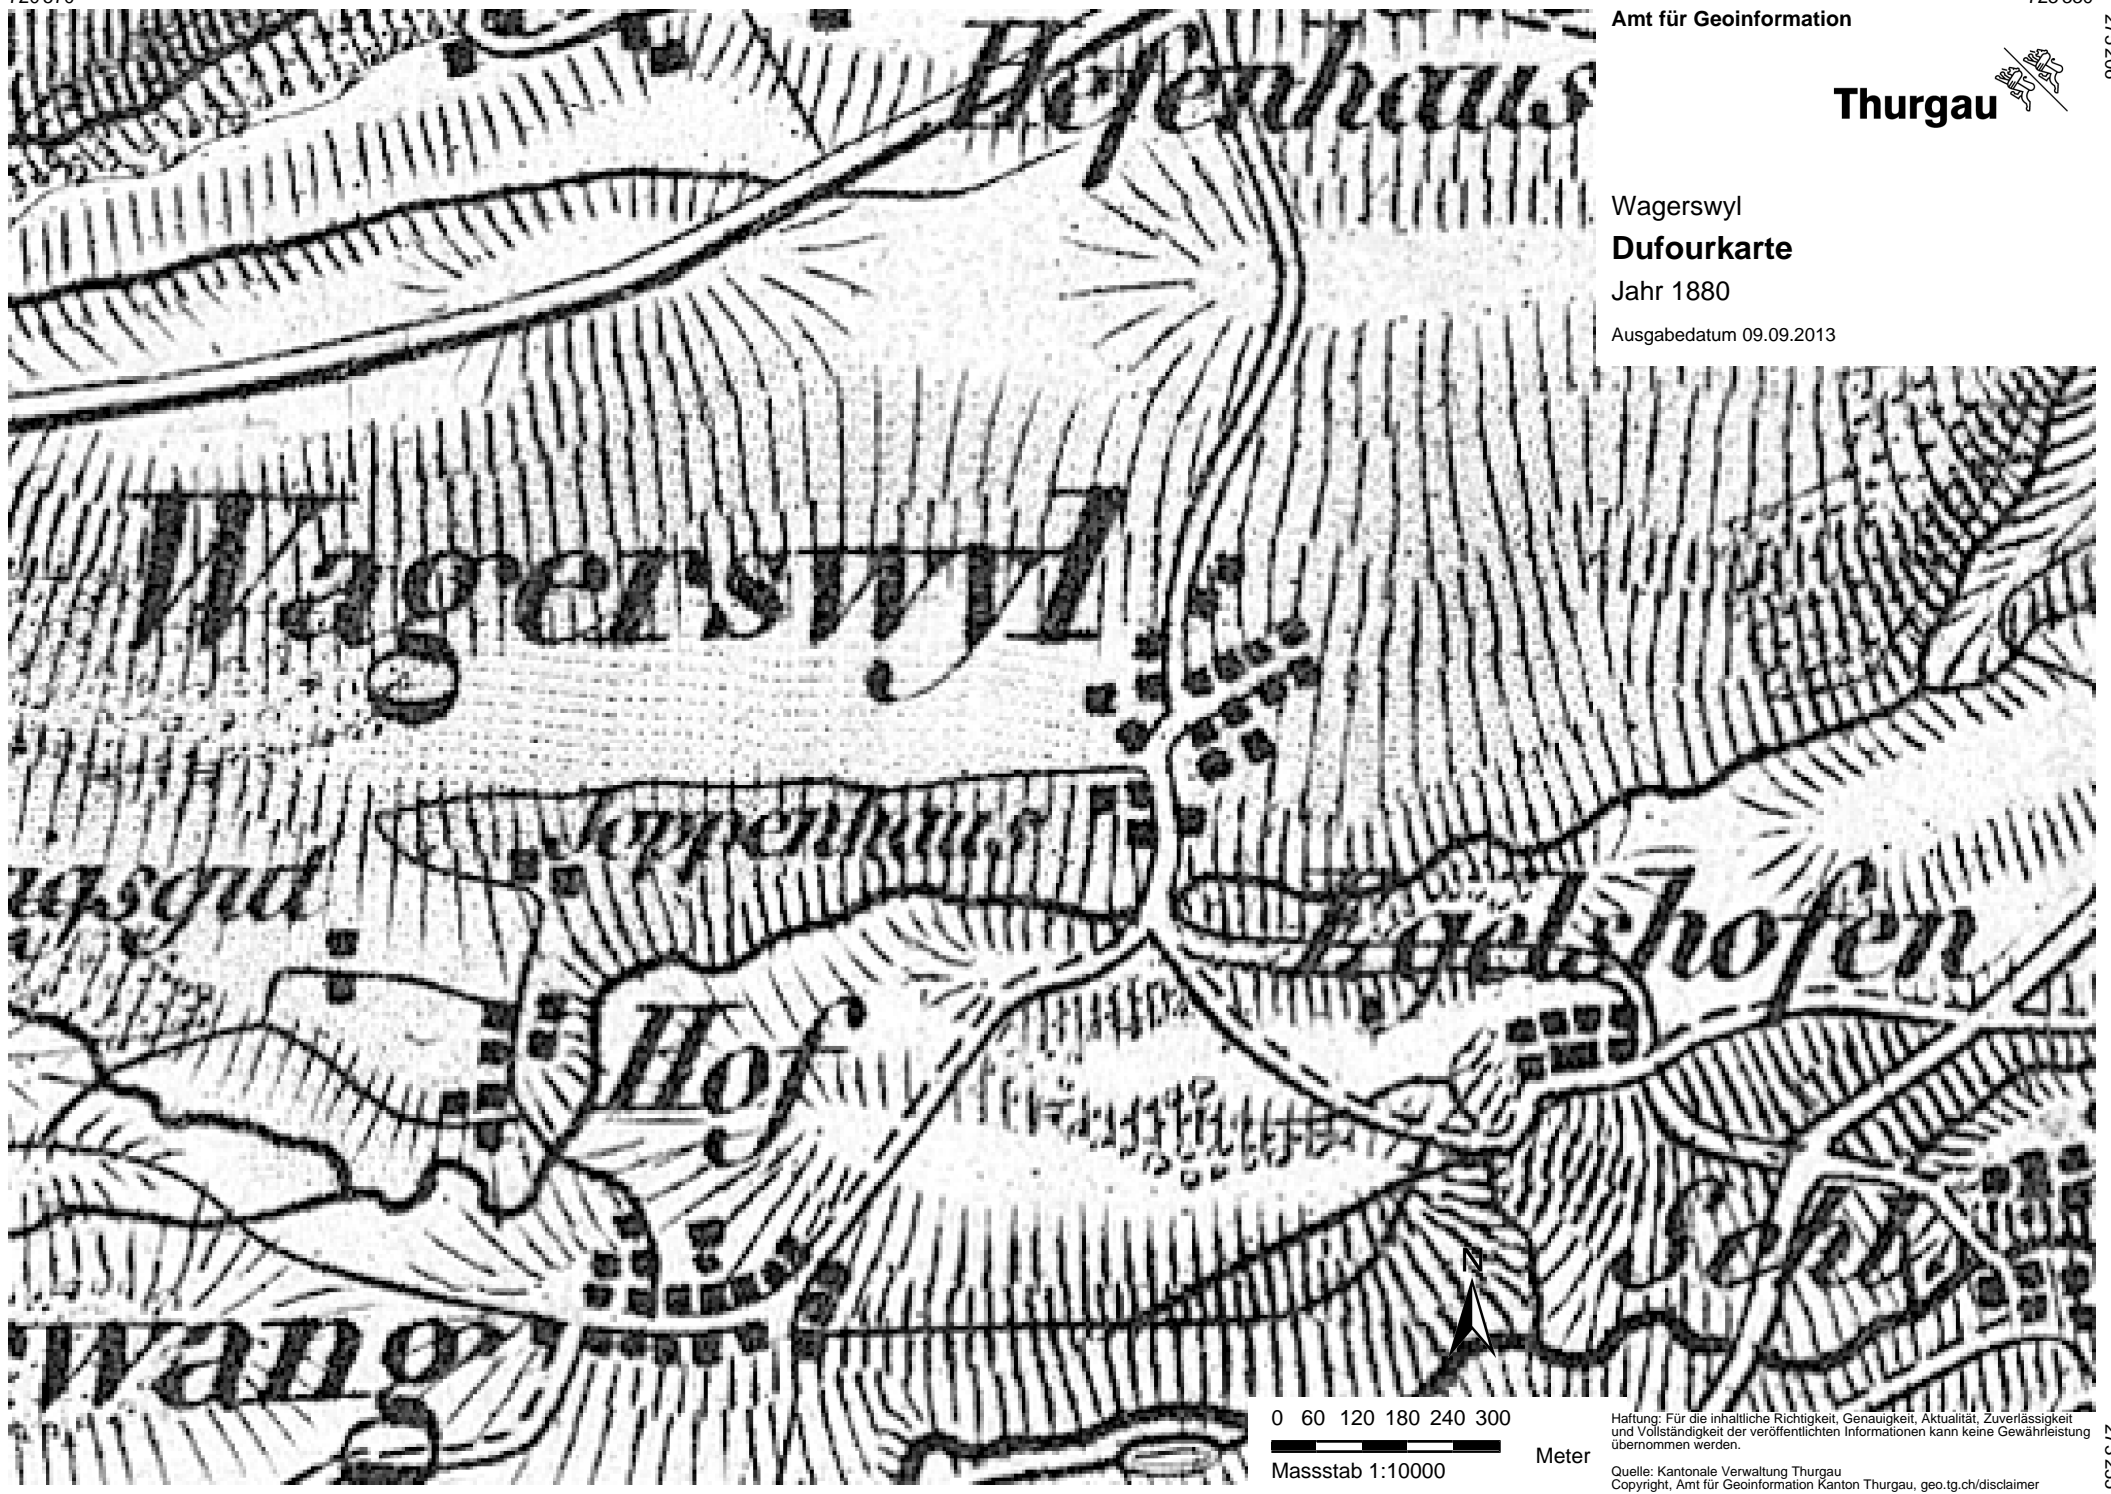 Amt für Geoinformation
Thurgau
Wagerswyl
Dufourkarte
Jahr 1880
Ausgabedatum 09.09.2013
Hefenhaus
Wagerswyl
Joppenhaus
Engelshofen
Hof
wang
N
0 60 120 180 240 300
Meter
Massstab 1:10000
Haftung: Für die inhaltliche Richtigkeit, Genauigkeit, Aktualität, Zuverlässigkeit
und Vollständigkeit der veröffentlichten Informationen kann keine Gewährleistung
übernommen werden.
Quelle: Kantonale Verwaltung Thurgau
Copyright, Amt für Geoinformation Kanton Thurgau, geo.tg.ch/disclaimer